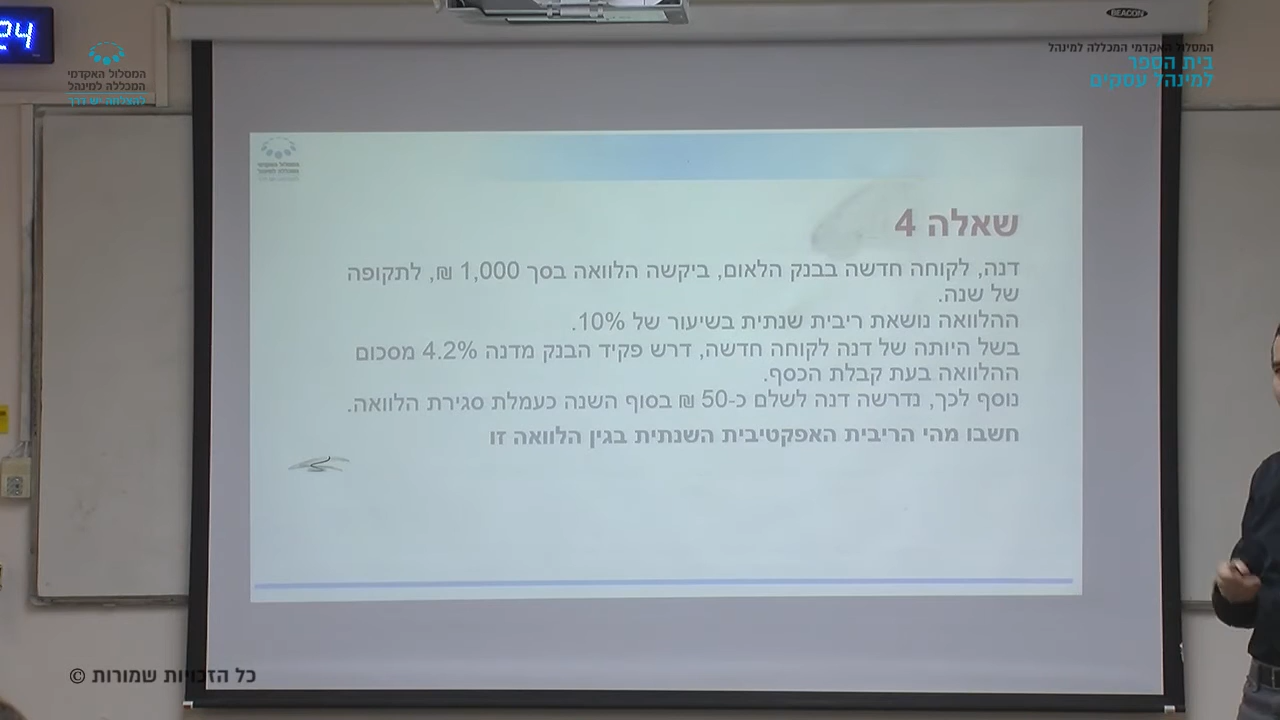 24
BEACON
המסלול האקדמי המכללה למינהל
בית הספר
למינהל עסקים
המסלול האקדמי
המכללה למינהל
להצלחה יש דרך
שאלה 4
דנה, לקוחה חדשה בבנק הלאום, ביקשה הלוואה בסך 1,000 ₪, לתקופה
של שנה.
ההלוואה נושאת ריבית שנתית בשיעור של 10%.
בשל היותה של דנה לקוחה חדשה, דרש פקיד הבנק מדנה 4.2% מסכום
ההלוואה בעת קבלת הכסף.
נוסף לכך, נדרשה דנה לשלם כ-50 ₪ בסוף השנה כעמלת סגירת הלוואה.
חשבו מהי הריבית האפקטיבית השנתית בגין הלוואה זו
כל הזכויות שמורות ©